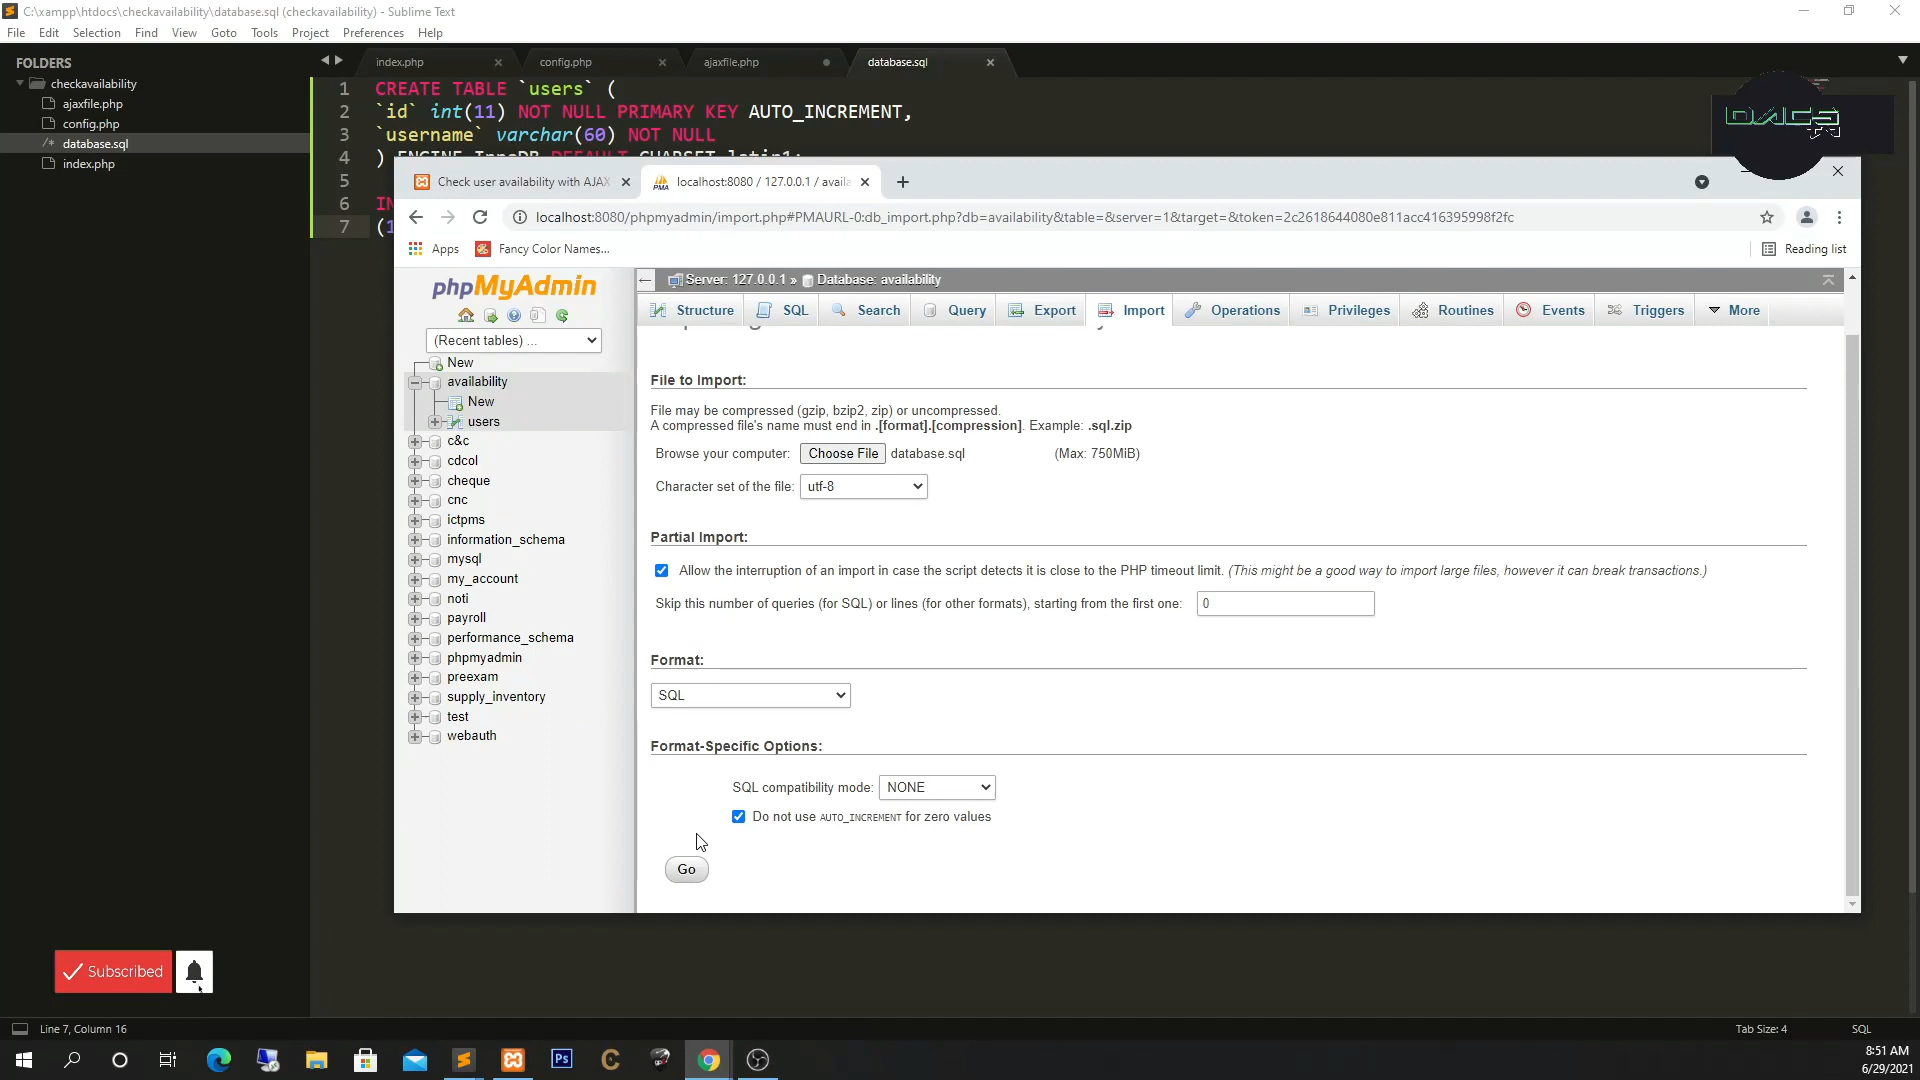 C:\xampp\htdocs\checkavailability\database.sql (checkavailability) - Sublime Text
File Edit Selection Find View Goto Tools Project Preferences Help
FOLDERS
checkavailability
ajaxfile.php
config.php
/* database.sql
index.php
index.php
config.php
ajaxfile.php
database.sql
1 CREATE TABLE `users` (
2 `id` int(11) NOT NULL PRIMARY KEY AUTO_INCREMENT,
3 `username` varchar(60) NOT NULL
4 ) ENGINE=InnoDB DEFAULT CHARSET=latin1;
5
6 IN
7 (1
Check user availability with AJAX
localhost:8080 / 127.0.0.1 / availa
localhost:8080/phpmyadmin/import.php#PMAURL-0:db_import.php?db=availability&table=&server=1&target=&token=2c2618644080e811acc416395998f2fc
Apps Fancy Color Names... Reading list
phpMyAdmin
(Recent tables) ...
New
availability
New
users
c&c
cdcol
cheque
cnc
ictpms
information_schema
mysql
my_account
noti
payroll
performance_schema
phpmyadmin
preexam
supply_inventory
test
webauth
Server: 127.0.0.1 » Database: availability
Structure SQL Search Query Export Import Operations Privileges Routines Events Triggers More
File to Import:
File may be compressed (gzip, bzip2, zip) or uncompressed.
A compressed file's name must end in .[format].[compression]. Example: .sql.zip
Browse your computer: Choose File database.sql (Max: 750MiB)
Character set of the file: utf-8
Partial Import:
Allow the interruption of an import in case the script detects it is close to the PHP timeout limit. (This might be a good way to import large files, however it can break transactions.)
Skip this number of queries (for SQL) or lines (for other formats), starting from the first one: 0
Format:
SQL
Format-Specific Options:
SQL compatibility mode: NONE
Do not use AUTO_INCREMENT for zero values
Go
Subscribed
Line 7, Column 16 Tab Size: 4 SQL
Ps
8:51 AM
6/29/2021